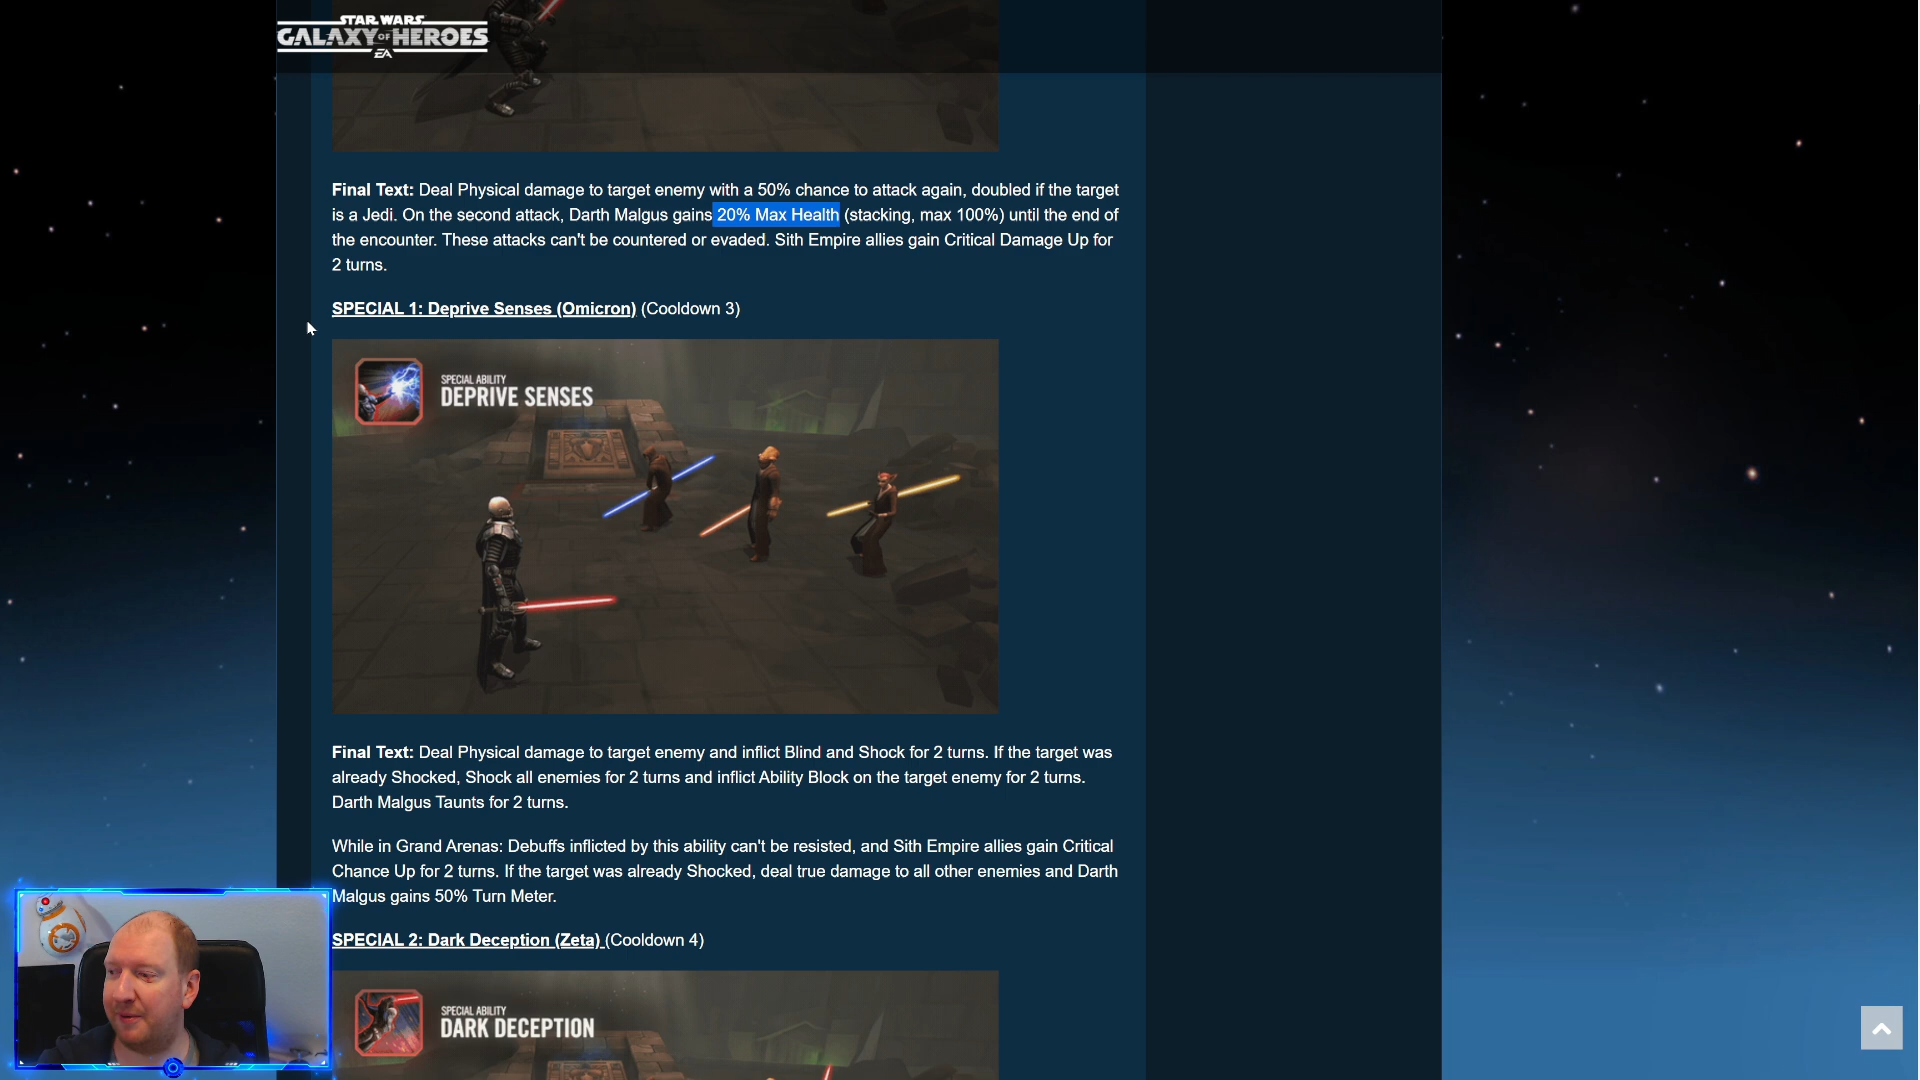 STAR WARS
GALAXY OF HEROES
EA
Final Text: Deal Physical damage to target enemy with a 50% chance to attack again, doubled if the target
is a Jedi. On the second attack, Darth Malgus gains 20% Max Health (stacking, max 100%) until the end of
the encounter. These attacks can't be countered or evaded. Sith Empire allies gain Critical Damage Up for
2 turns.
SPECIAL 1: Deprive Senses (Omicron) (Cooldown 3)
SPECIAL ABILITY
DEPRIVE SENSES
Final Text: Deal Physical damage to target enemy and inflict Blind and Shock for 2 turns. If the target was
already Shocked, Shock all enemies for 2 turns and inflict Ability Block on the target enemy for 2 turns.
Darth Malgus Taunts for 2 turns.
While in Grand Arenas: Debuffs inflicted by this ability can't be resisted, and Sith Empire allies gain Critical
Chance Up for 2 turns. If the target was already Shocked, deal true damage to all other enemies and Darth
Malgus gains 50% Turn Meter.
SPECIAL 2: Dark Deception (Zeta) (Cooldown 4)
SPECIAL ABILITY
DARK DECEPTION